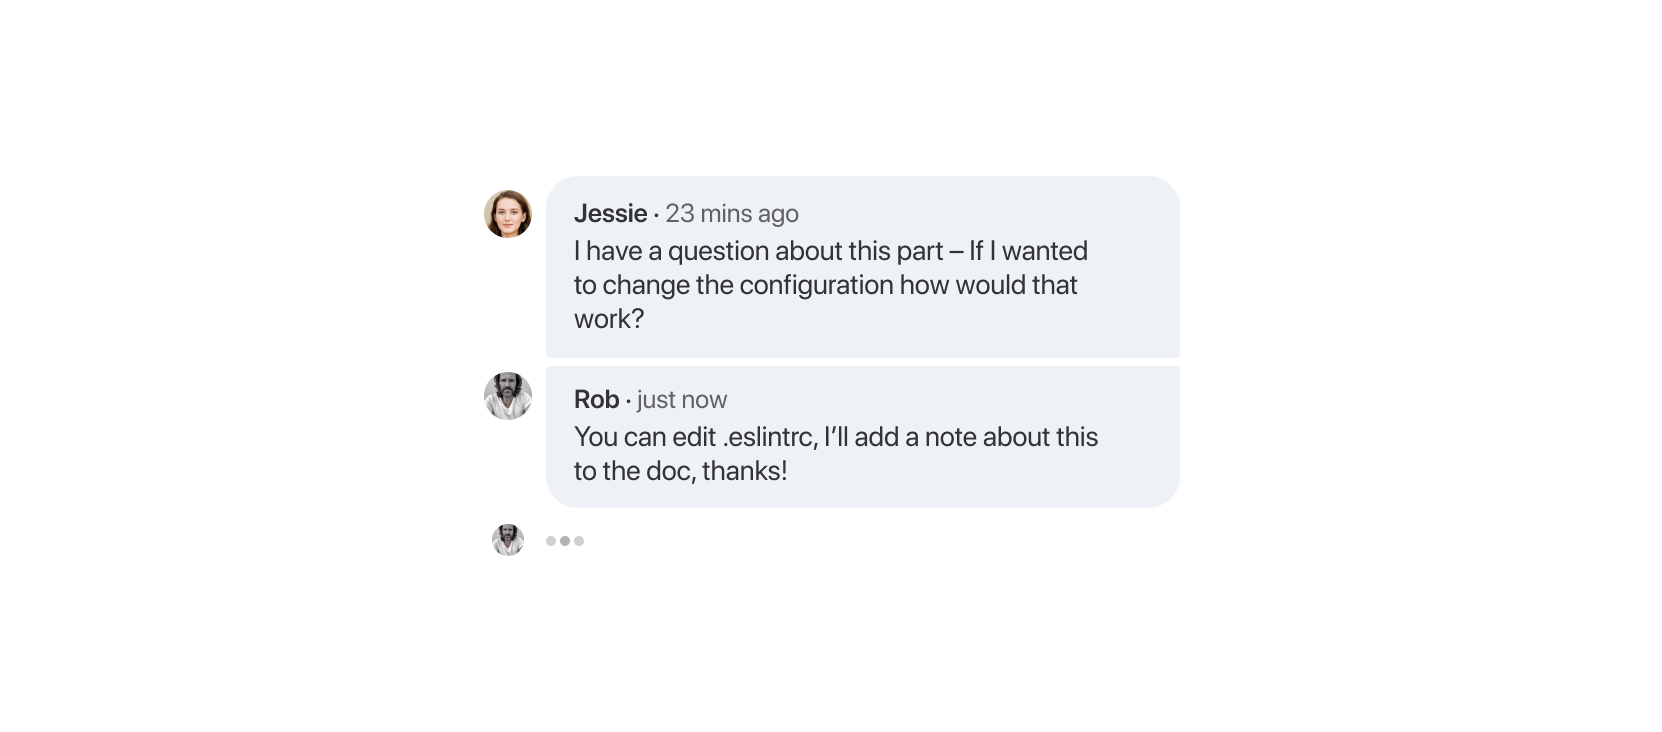 Jessie · 23 mins ago
I have a question about this part – If I wanted
to change the configuration how would that
work?
Rob · just now
You can edit .eslintrc, I’ll add a note about this
to the doc, thanks!